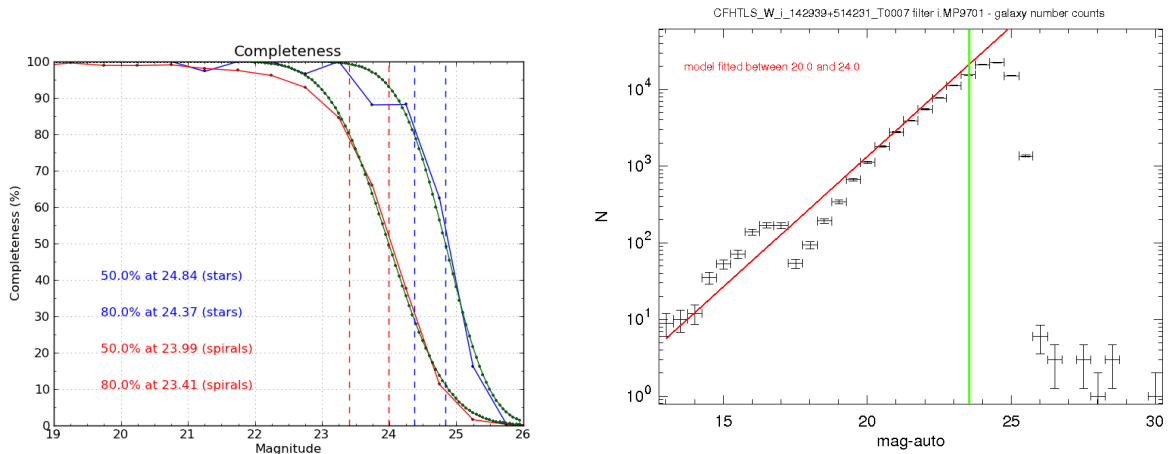 Completeness
100
90
80
70
60
50
40
30
20
10
0
Completeness (%)
50.0% at 24.84 (stars)
80.0% at 24.37 (stars)
50.0% at 23.99 (spirals)
80.0% at 23.41 (spirals)
19 20 21 22 23 24 25 26
Magnitude
CFHTLS_W_i_142939+514231_T0007 filter i.MP9701 - galaxy number counts
model fitted between 20.0 and 24.0
10^4
10^3
10^2
10^1
10^0
N
15 20 25 30
mag-auto